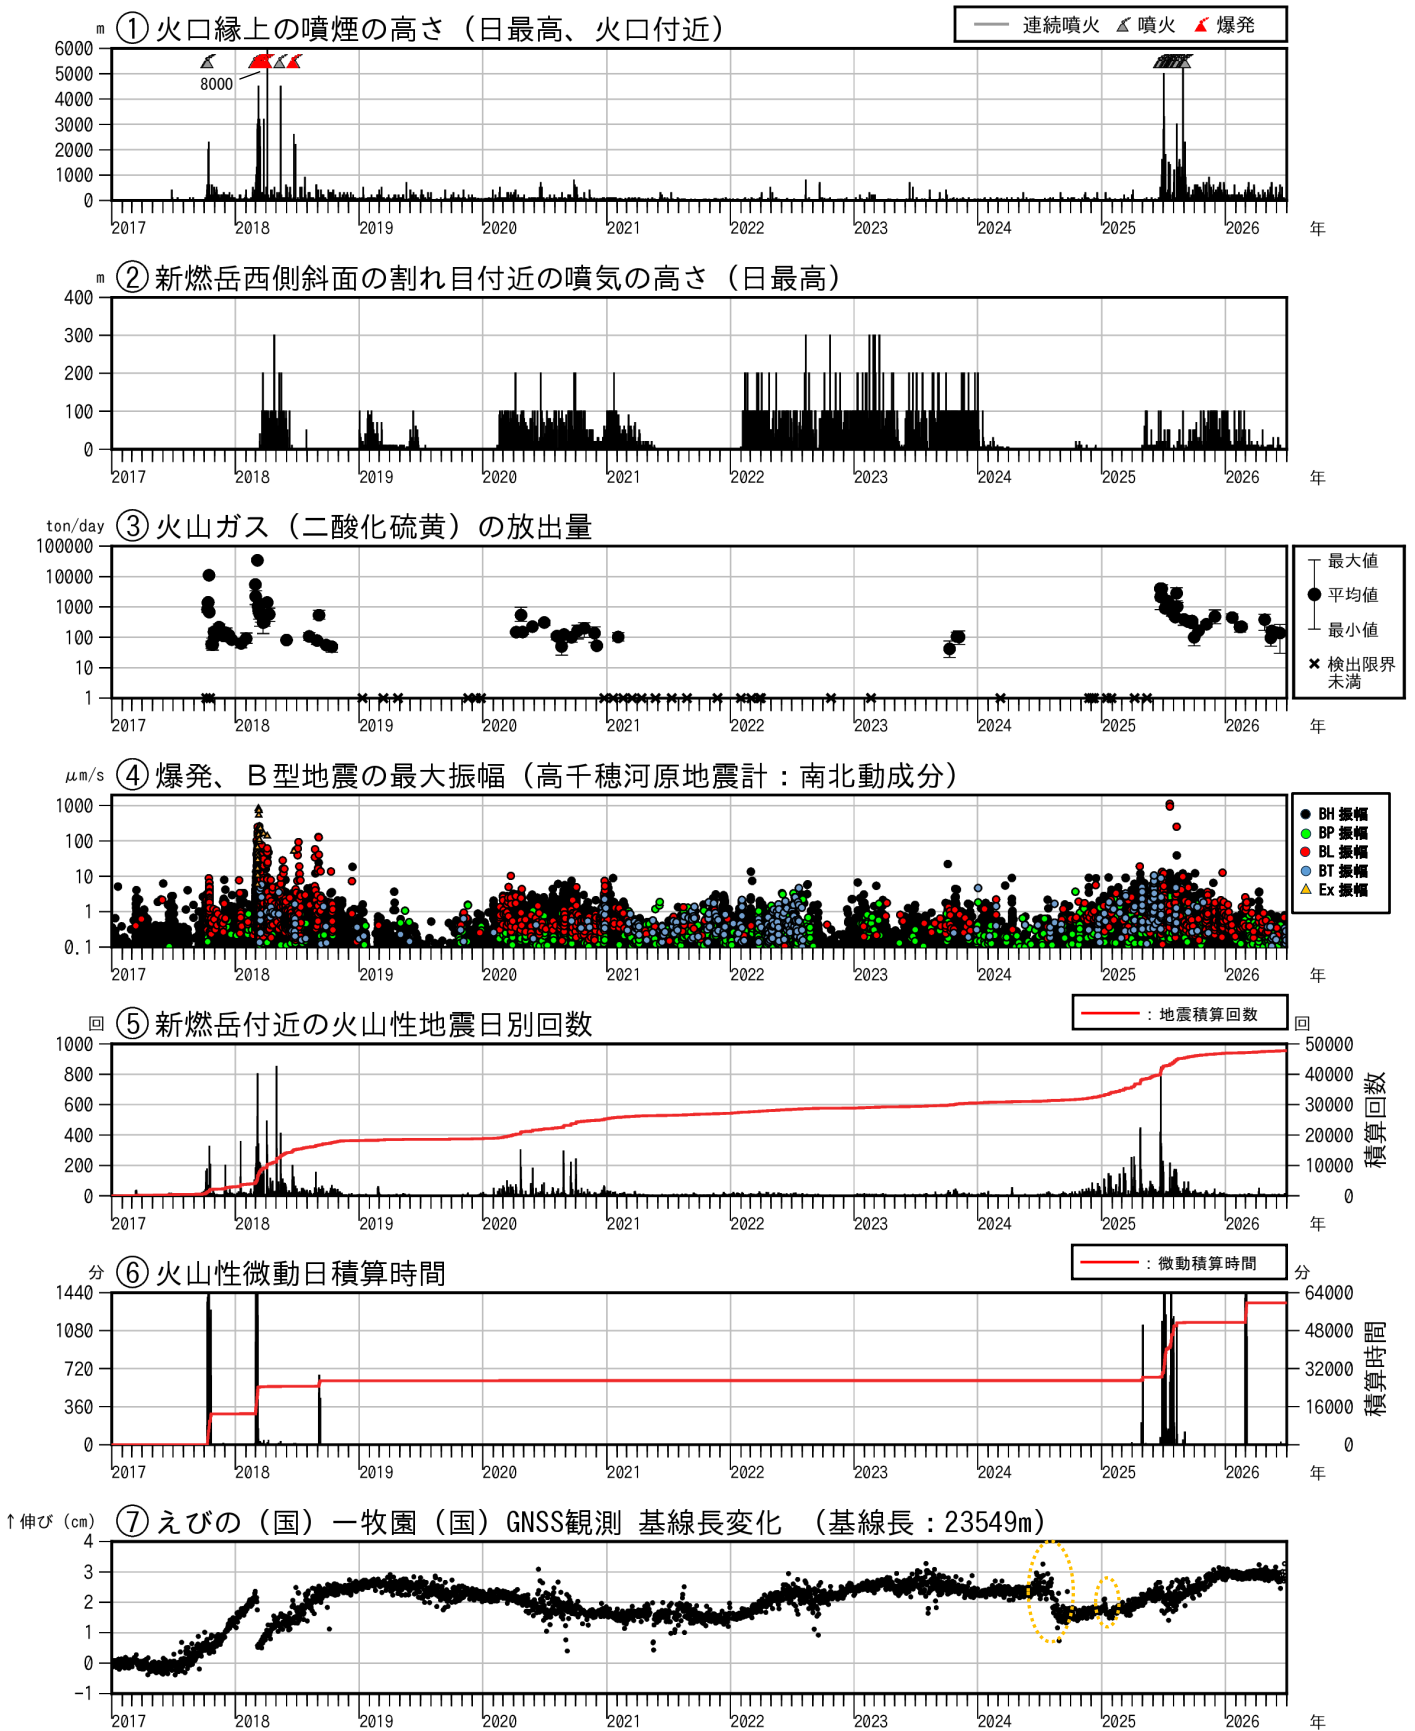 m ① 火口縁上の噴煙の高さ（日最高、火口付近）
連続噴火 噴火 爆発
6000
5000
4000
3000
2000
1000
0
8000
2017 2018 2019 2020 2021 2022 2023 2024 2025 2026 年
m ② 新燃岳西側斜面の割れ目付近の噴気の高さ（日最高）
400
300
200
100
0
2017 2018 2019 2020 2021 2022 2023 2024 2025 2026 年
ton/day ③ 火山ガス（二酸化硫黄）の放出量
100000
10000
1000
100
10
1
最大値
平均値
最小値
検出限界
未満
2017 2018 2019 2020 2021 2022 2023 2024 2025 2026 年
μm/s ④ 爆発、Ｂ型地震の最大振幅（高千穂河原地震計：南北動成分）
1000
100
10
1
0.1
BH 振幅
BP 振幅
BL 振幅
BT 振幅
Ex 振幅
2017 2018 2019 2020 2021 2022 2023 2024 2025 2026 年
回 ⑤ 新燃岳付近の火山性地震日別回数
：地震積算回数
回
1000
800
600
400
200
0
50000
40000
30000
20000
10000
0
積算回数
2017 2018 2019 2020 2021 2022 2023 2024 2025 2026 年
分 ⑥ 火山性微動日積算時間
：微動積算時間
分
1440
1080
720
360
0
64000
48000
32000
16000
0
積算時間
2017 2018 2019 2020 2021 2022 2023 2024 2025 2026 年
↑伸び（cm） ⑦ えびの（国）－牧園（国）GNSS観測 基線長変化 （基線長：23549m）
4
3
2
1
0
-1
2017 2018 2019 2020 2021 2022 2023 2024 2025 2026 年